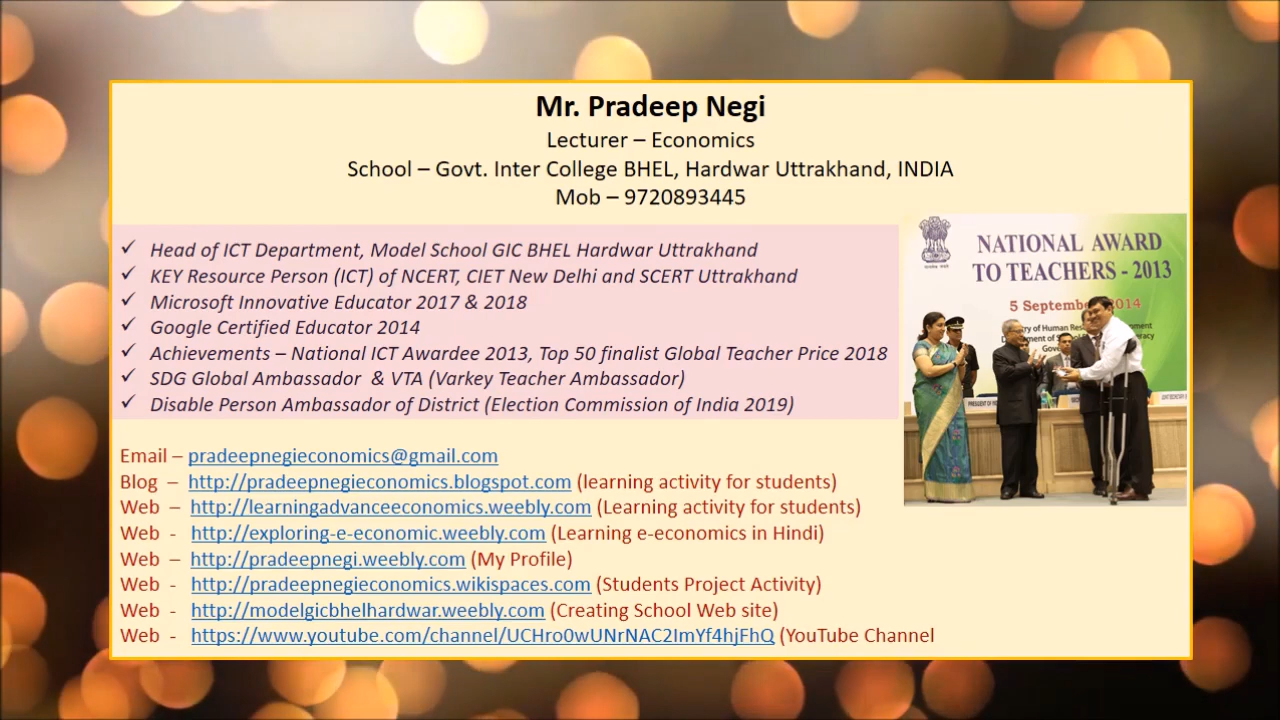 Mr. Pradeep Negi
Lecturer – Economics
School – Govt. Inter College BHEL, Hardwar Uttrakhand, INDIA
Mob – 9720893445
✓ Head of ICT Department, Model School GIC BHEL Hardwar Uttrakhand
✓ KEY Resource Person (ICT) of NCERT, CIET New Delhi and SCERT Uttrakhand
✓ Microsoft Innovative Educator 2017 & 2018
✓ Google Certified Educator 2014
✓ Achievements – National ICT Awardee 2013, Top 50 finalist Global Teacher Price 2018
✓ SDG Global Ambassador & VTA (Varkey Teacher Ambassador)
✓ Disable Person Ambassador of District (Election Commission of India 2019)
NATIONAL AWARD
TO TEACHERS - 2013
5 September 2014
Email – pradeepnegieconomics@gmail.com
Blog – http://pradeepnegieconomics.blogspot.com (learning activity for students)
Web – http://learningadvanceeconomics.weebly.com (Learning activity for students)
Web - http://exploring-e-economic.weebly.com (Learning e-economics in Hindi)
Web – http://pradeepnegi.weebly.com (My Profile)
Web - http://pradeepnegieconomics.wikispaces.com (Students Project Activity)
Web - http://modelgicbhelhardwar.weebly.com (Creating School Web site)
Web - https://www.youtube.com/channel/UCHro0wUNrNAC2ImYf4hjFhQ (YouTube Channel